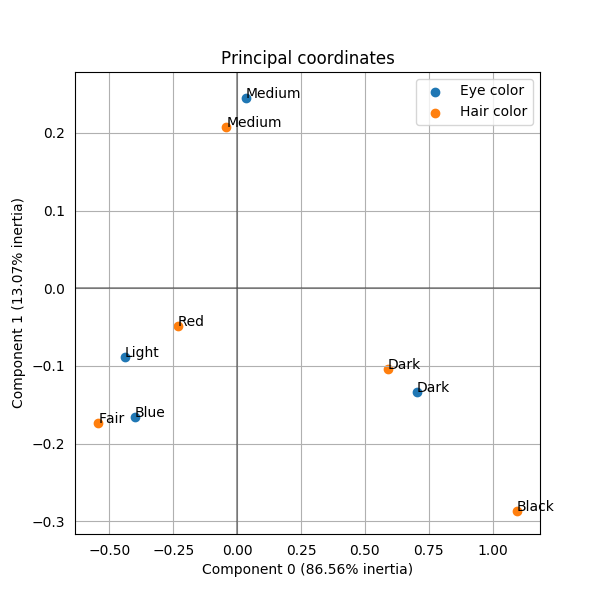 Principal coordinates
Eye color
Hair color
Medium
Medium
Red
Light
Dark
Dark
Blue
Fair
Black
0.2
0.1
0.0
−0.1
−0.2
−0.3
Component 1 (13.07% inertia)
−0.50 −0.25 0.00 0.25 0.50 0.75 1.00
Component 0 (86.56% inertia)